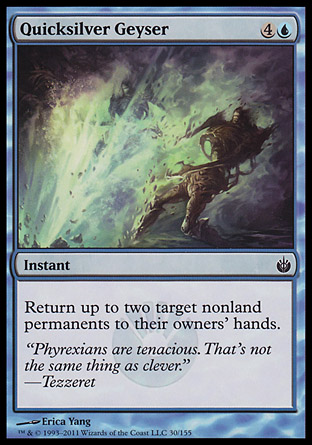 Quicksilver Geyser 4
Instant
Return up to two target nonland
permanents to their owners' hands.
“Phyrexians are tenacious. That's not
the same thing as clever.”
—Tezzeret
Erica Yang
™ & © 1993–2011 Wizards of the Coast LLC 30/155